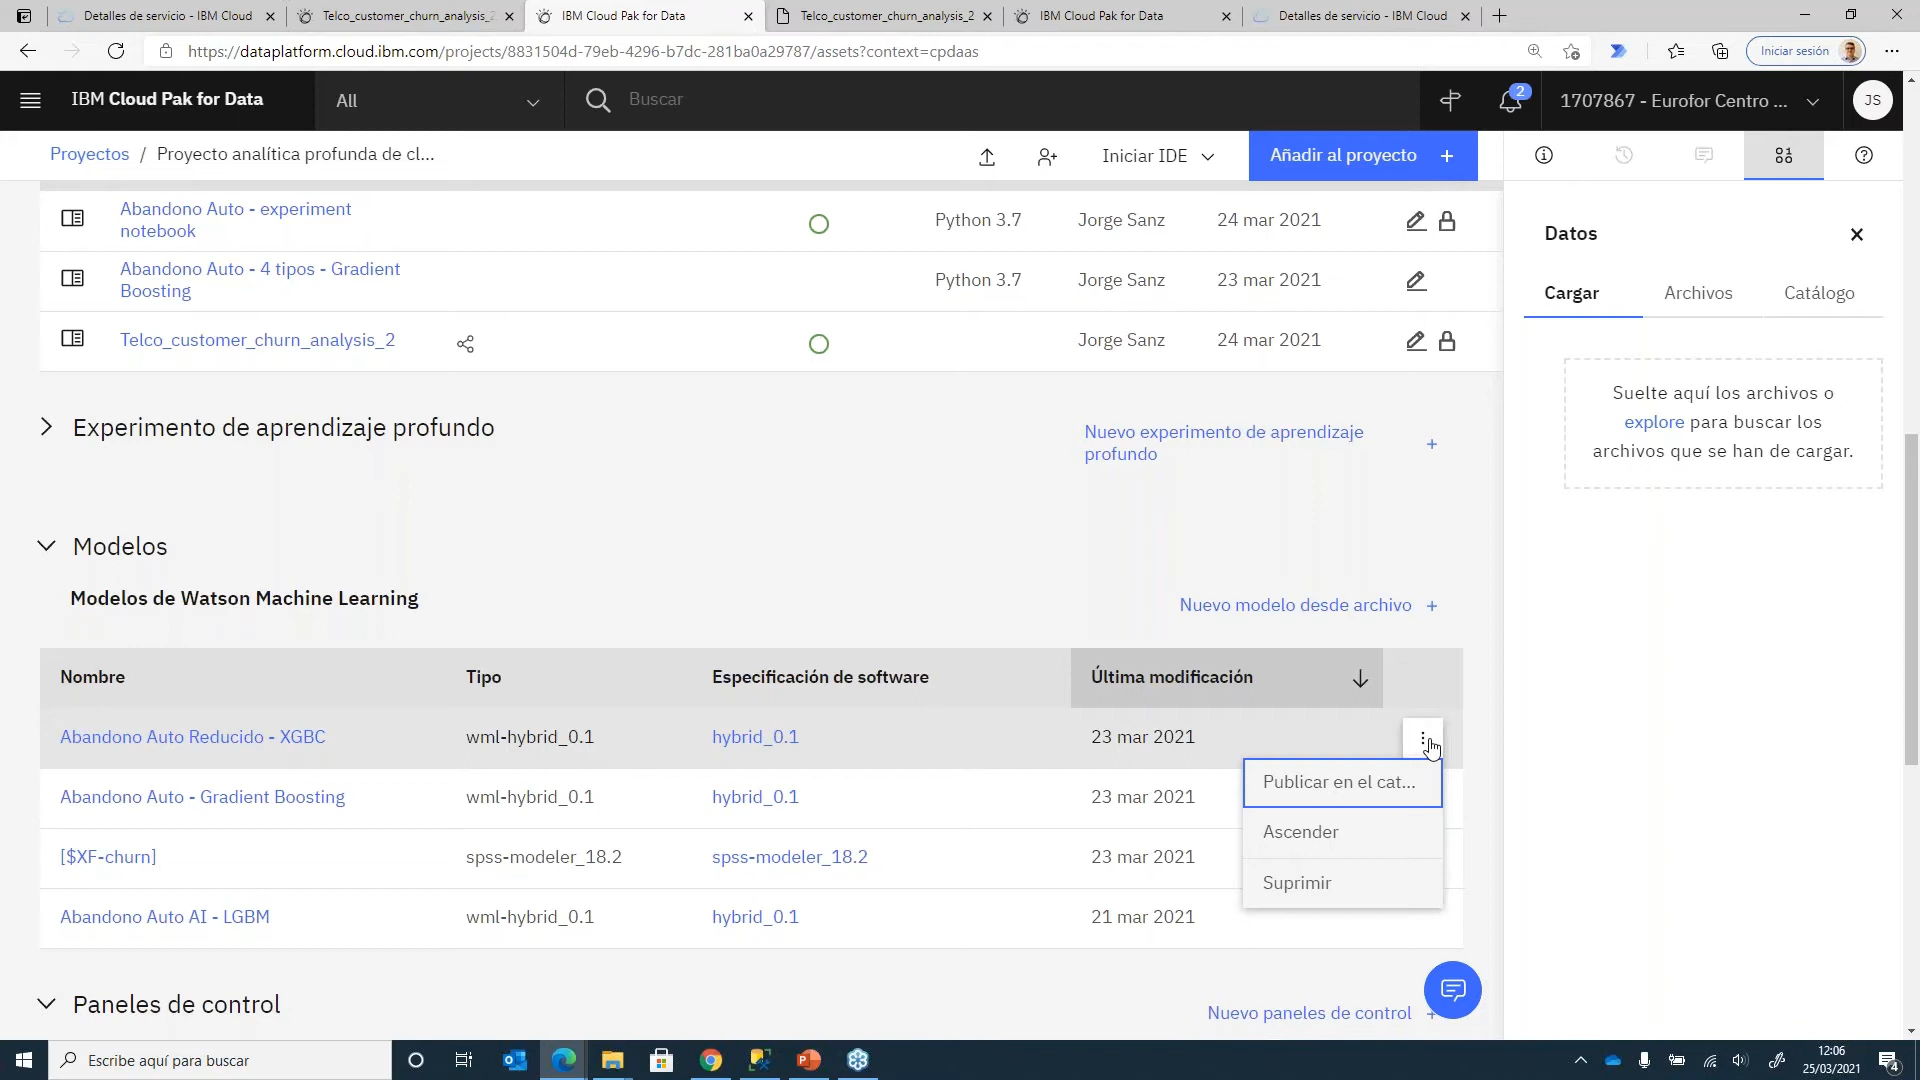 Detalles de servicio - IBM Cloud
Telco_customer_churn_analysis_2
IBM Cloud Pak for Data
Telco_customer_churn_analysis_2
IBM Cloud Pak for Data
Detalles de servicio - IBM Cloud
https://dataplatform.cloud.ibm.com/projects/8831504d-79eb-4296-b7dc-281ba0a29787/assets?context=cpdaas
Iniciar sesión
IBM Cloud Pak for Data
All
Buscar
2
1707867 - Eurofor Centro ...
JS
Proyectos / Proyecto analítica profunda de cl...
Iniciar IDE
Añadir al proyecto +
Abandono Auto - experiment
notebook
Python 3.7
Jorge Sanz
24 mar 2021
Abandono Auto - 4 tipos - Gradient
Boosting
Python 3.7
Jorge Sanz
23 mar 2021
Telco_customer_churn_analysis_2
Jorge Sanz
24 mar 2021
Experimento de aprendizaje profundo
Nuevo experimento de aprendizaje
profundo
+
Modelos
Modelos de Watson Machine Learning
Nuevo modelo desde archivo +
Nombre Tipo Especificación de software Última modificación
Abandono Auto Reducido - XGBC wml-hybrid_0.1 hybrid_0.1 23 mar 2021
Abandono Auto - Gradient Boosting wml-hybrid_0.1 hybrid_0.1 23 mar 2021
[$XF-churn] spss-modeler_18.2 spss-modeler_18.2 23 mar 2021
Abandono Auto AI - LGBM wml-hybrid_0.1 hybrid_0.1 21 mar 2021
Publicar en el cat...
Ascender
Suprimir
Paneles de control
Nuevo paneles de control +
Datos
Cargar Archivos Catálogo
Suelte aquí los archivos o
explore para buscar los
archivos que se han de cargar.
Escribe aquí para buscar
12:06
25/03/2021
4